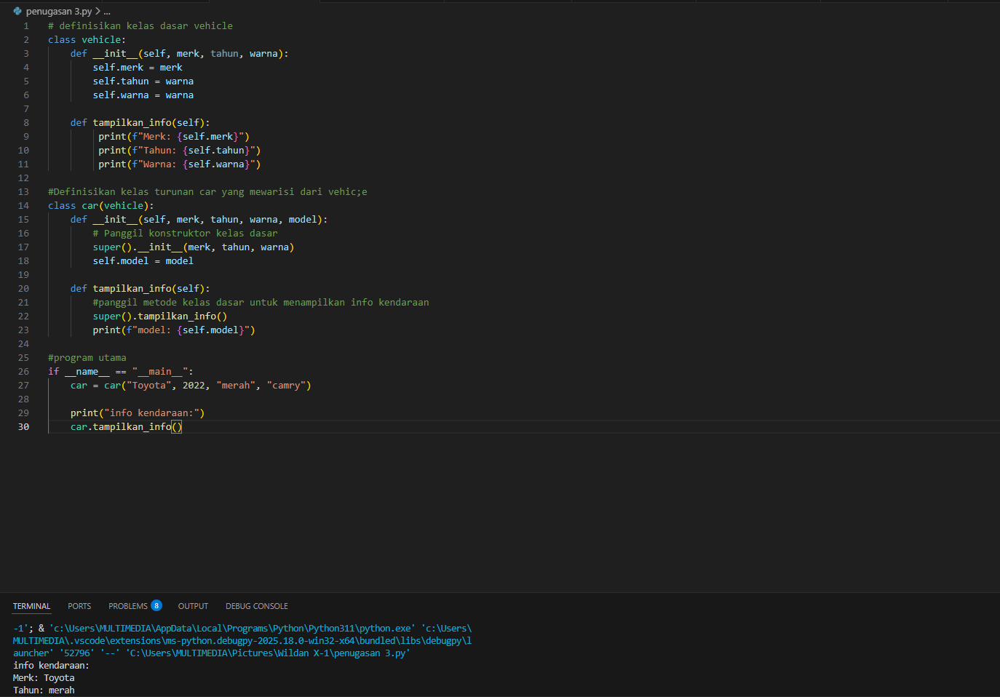 penugasan 3.py > ...
1 # definisikan kelas dasar vehicle
2 class vehicle:
3     def __init__(self, merk, tahun, warna):
4         self.merk = merk
5         self.tahun = warna
6         self.warna = warna
7
8     def tampilkan_info(self):
9          print(f"Merk: {self.merk}")
10          print(f"Tahun: {self.tahun}")
11          print(f"Warna: {self.warna}")
12
13 #Definisikan kelas turunan car yang mewarisi dari vehic;e
14 class car(vehicle):
15     def __init__(self, merk, tahun, warna, model):
16         # Panggil konstruktor kelas dasar
17         super().__init__(merk, tahun, warna)
18         self.model = model
19
20     def tampilkan_info(self):
21         #panggil metode kelas dasar untuk menampilkan info kendaraan
22         super().tampilkan_info()
23         print(f"model: {self.model}")
24
25 #program utama
26 if __name__ == "__main__":
27     car = car("Toyota", 2022, "merah", "camry")
28
29     print("info kendaraan:")
30     car.tampilkan_info()
TERMINAL PORTS PROBLEMS 8 OUTPUT DEBUG CONSOLE
-1'; & 'c:\Users\MULTIMEDIA\AppData\Local\Programs\Python\Python311\python.exe' 'c:\Users\
MULTIMEDIA\.vscode\extensions\ms-python.debugpy-2025.18.0-win32-x64\bundled\libs\debugpy\l
auncher' '52796' '--' 'C:\Users\MULTIMEDIA\Pictures\Wildan X-1\penugasan 3.py'
info kendaraan:
Merk: Toyota
Tahun: merah